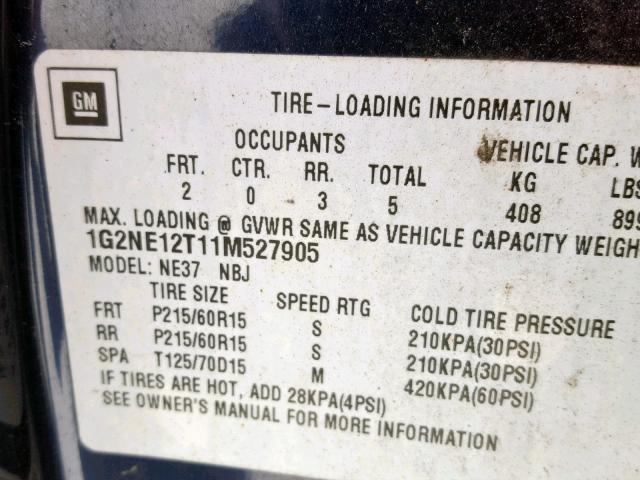 GM
TIRE-LOADING INFORMATION
OCCUPANTS VEHICLE CAP.
FRT. CTR. RR. TOTAL KG LBS
2 0 3 5 408 899
MAX. LOADING @ GVWR SAME AS VEHICLE CAPACITY WEIGH
1G2NE12T11M527905
MODEL: NE37 NBJ
TIRE SIZE SPEED RTG COLD TIRE PRESSURE
FRT P215/60R15 S 210KPA(30PSI)
RR P215/60R15 S 210KPA(30PSI)
SPA T125/70D15 M 420KPA(60PSI)
IF TIRES ARE HOT, ADD 28KPA(4PSI)
SEE OWNER'S MANUAL FOR MORE INFORMATION